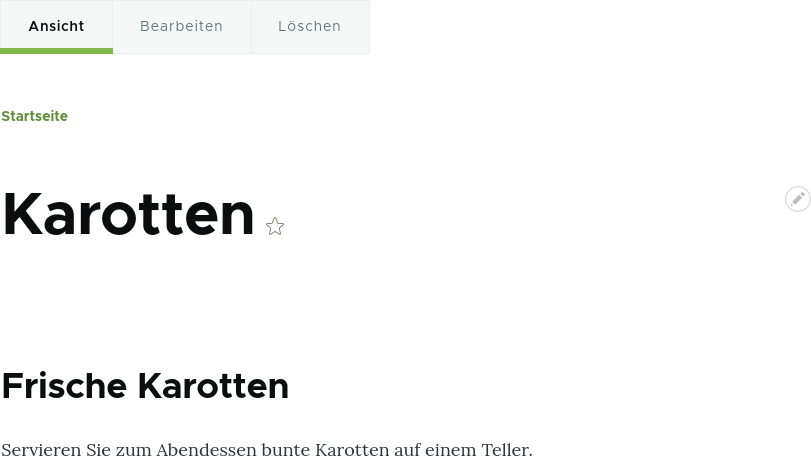 Ansicht Bearbeiten Löschen
Startseite
Karotten
Frische Karotten
Servieren Sie zum Abendessen bunte Karotten auf einem Teller.